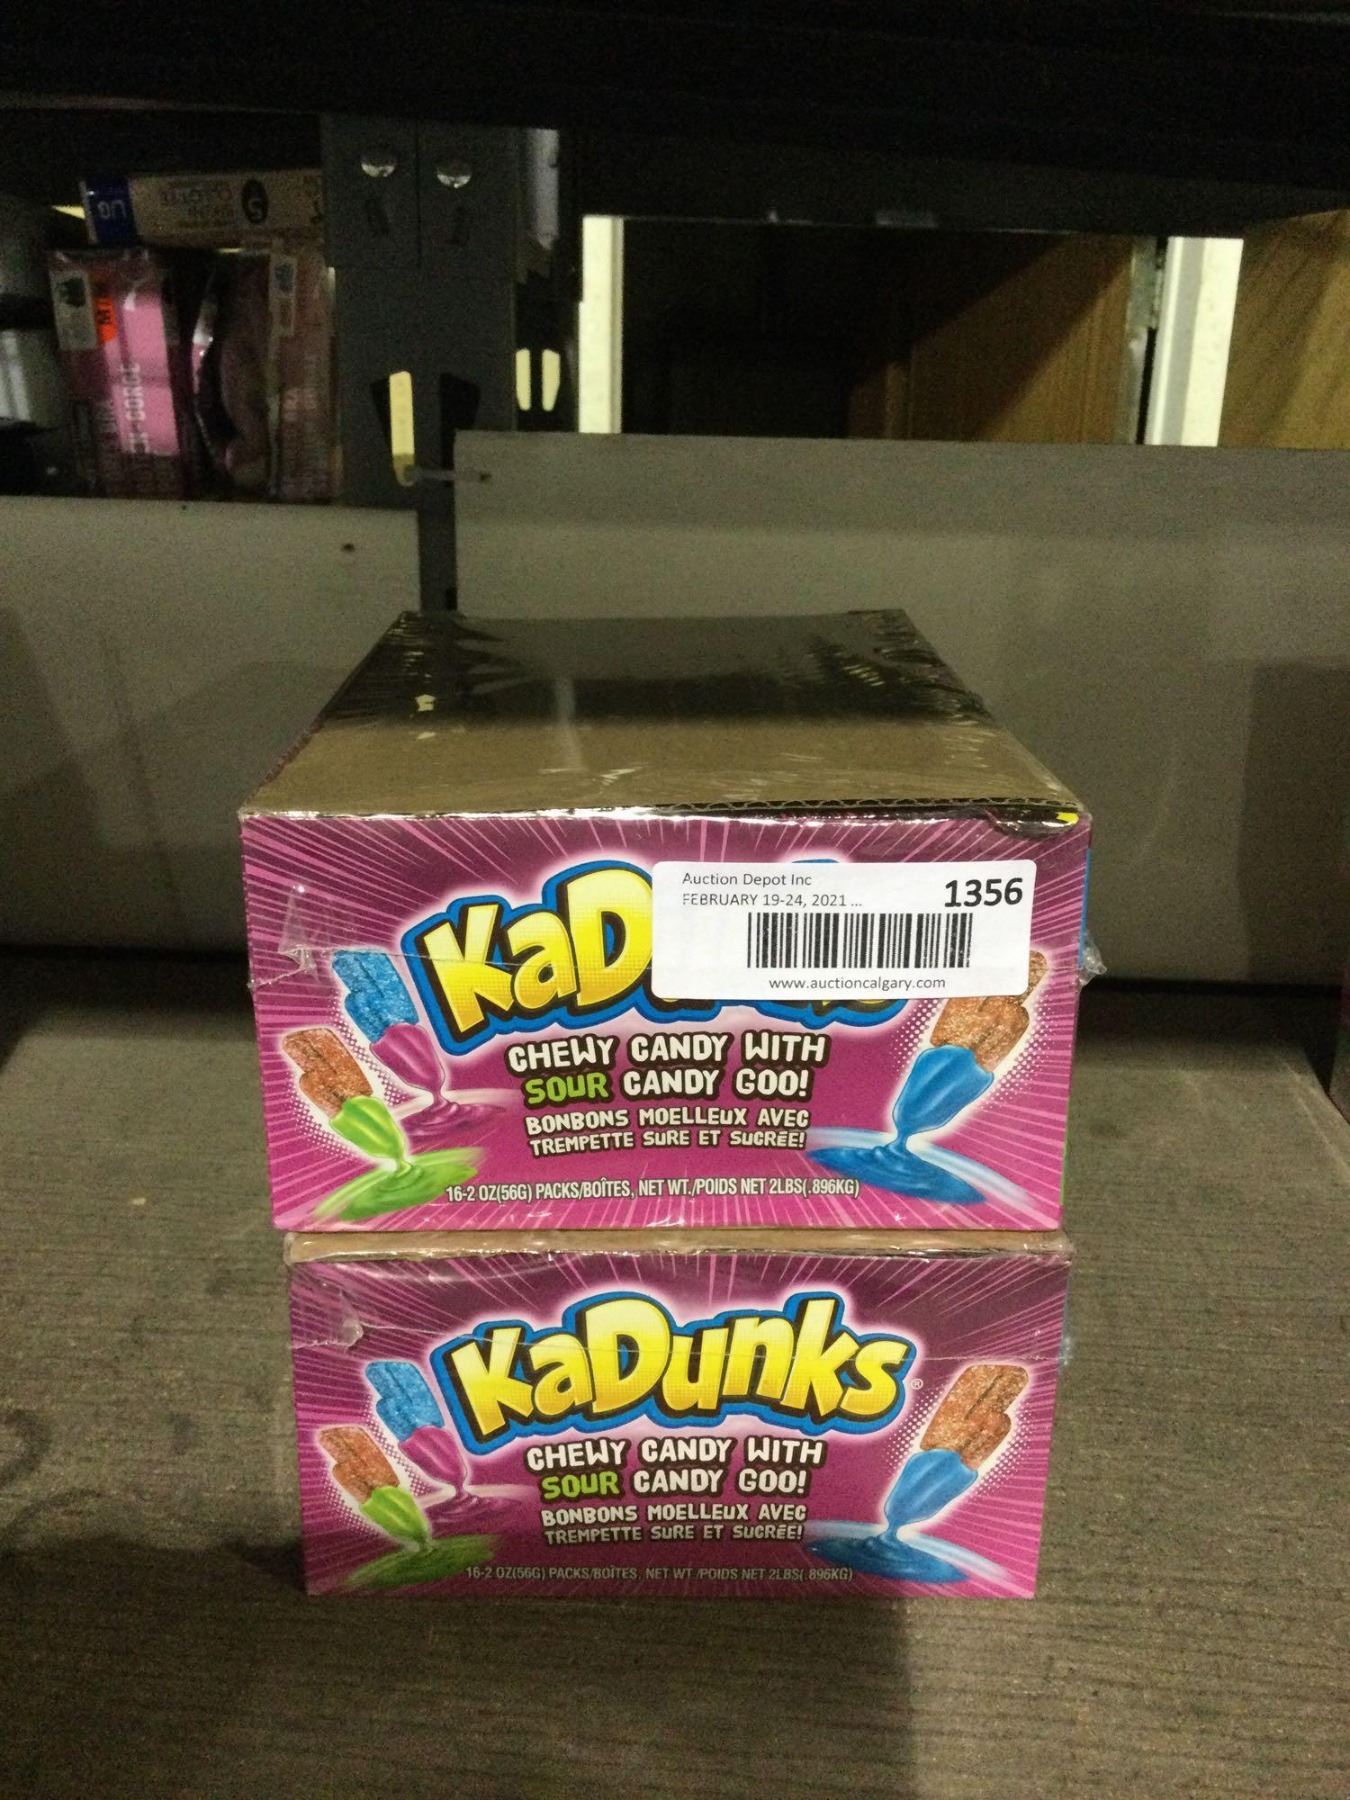 KaD
Auction Depot Inc
1356
FEBRUARY 19-24, 2021 ...
www.auctioncalgary.com
CHEWY CANDY WITH
SOUR CANDY GOO!
BONBONS MOELLEUX AVEC
TREMPETTE SURE ET SUCRÉE!
16-2 OZ(56G) PACKS/BOÎTES, NET WT./POIDS NET 2LBS(.896KG)
KaDunks®
CHEWY CANDY WITH
SOUR CANDY GOO!
BONBONS MOELLEUX AVEC
TREMPETTE SURE ET SUCRÉE!
16-2 OZ(56G) PACKS/BOÎTES, NET WT./POIDS NET 2LBS(.896KG)